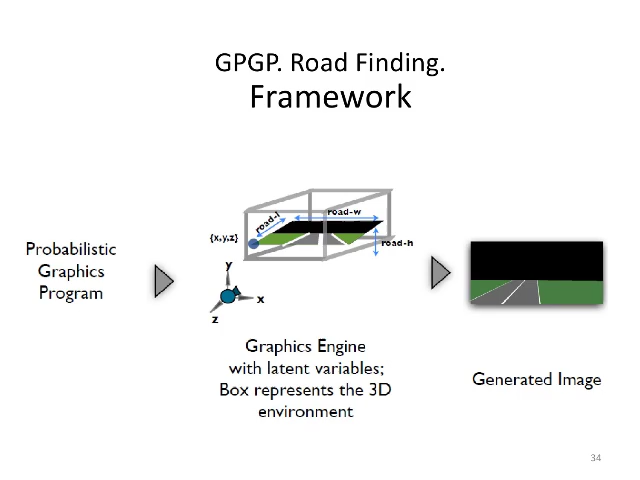 GPGP. Road Finding.
Framework
Probabilistic
Graphics
Program
road-l
road-w
{x,y,z}
road-h
y
x
z
Graphics Engine
with latent variables;
Box represents the 3D
environment
Generated Image
34